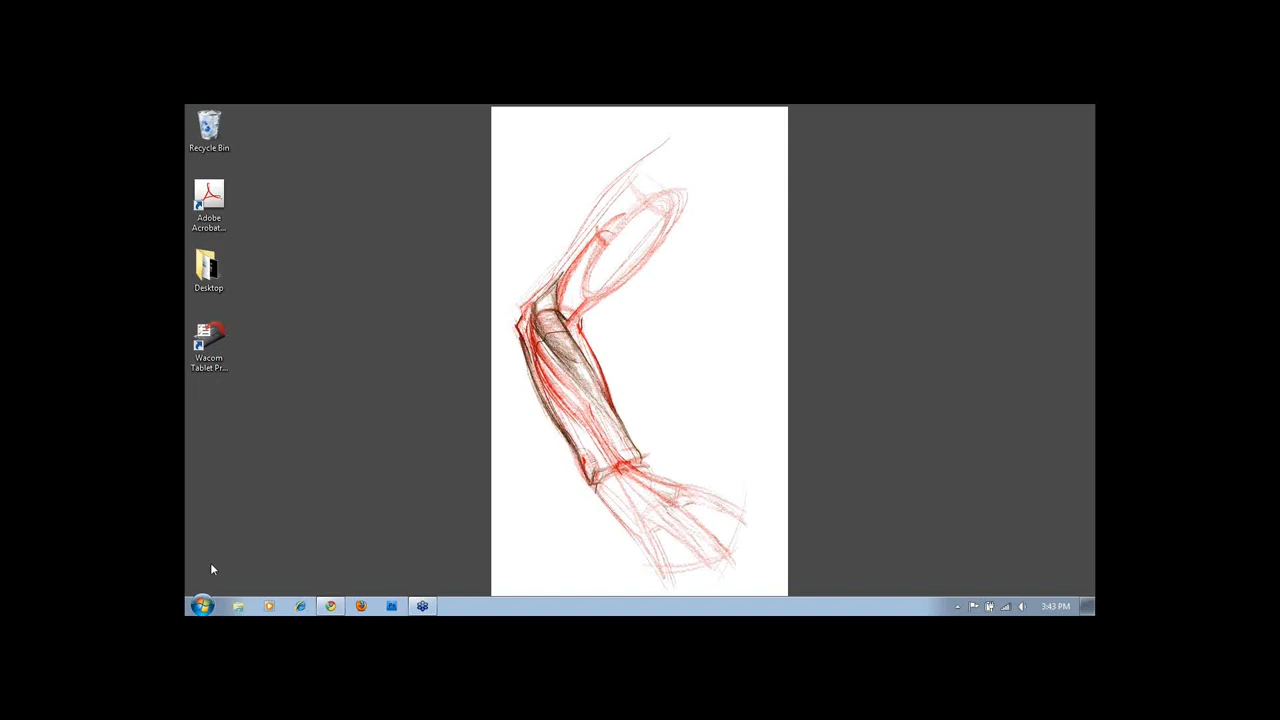 Recycle Bin
Adobe
Acrobat...
Desktop
Wacom
Tablet Pr...
3:43 PM